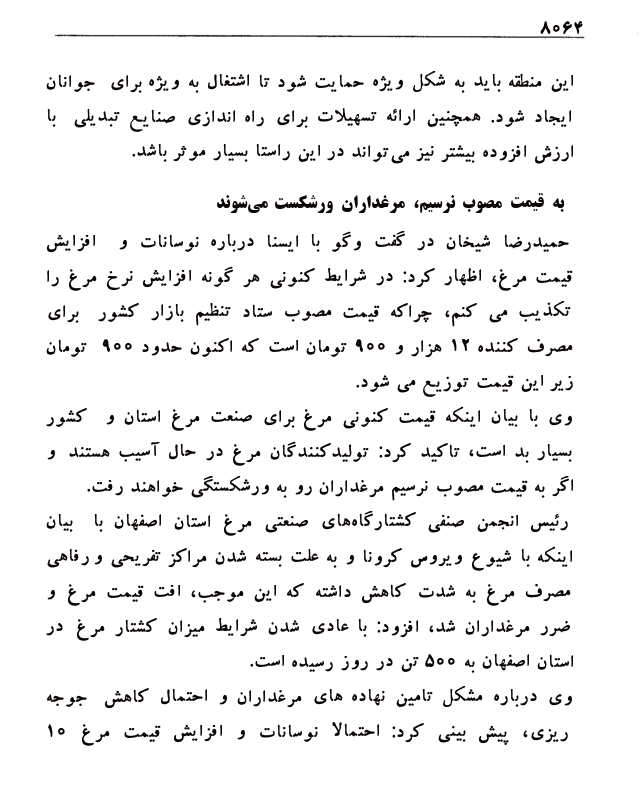 ۸۰۶۴
این منطقه باید به شکل ویژه حمایت شود تا اشتغال به ویژه برای جوانان
ایجاد شود. همچنین ارائه تسهیلات برای راه اندازی صنایع تبدیلی با
ارزش افزوده بیشتر نیز می‌تواند در این راستا بسیار موثر باشد.
به قیمت مصوب نرسیم، مرغداران ورشکست می‌شوند
حمیدرضا شیخان در گفت وگو با ایسنا درباره نوسانات و افزایش
قیمت مرغ، اظهار کرد: در شرایط کنونی هر گونه افزایش نرخ مرغ را
تکذیب می کنم، چراکه قیمت مصوب ستاد تنظیم بازار کشور برای
مصرف کننده ۱۲ هزار و ۹۰۰ تومان است که اکنون حدود ۹۰۰ تومان
زیر این قیمت توزیع می شود.
وی با بیان اینکه قیمت کنونی مرغ برای صنعت مرغ استان و کشور
بسیار بد است، تاکید کرد: تولیدکنندگان مرغ در حال آسیب هستند و
اگر به قیمت مصوب نرسیم مرغداران رو به ورشکستگی خواهند رفت.
رئیس انجمن صنفی کشتارگاه‌های صنعتی مرغ استان اصفهان با بیان
اینکه با شیوع ویروس کرونا و به علت بسته شدن مراکز تفریحی و رفاهی
مصرف مرغ به شدت کاهش داشته که این موجب، افت قیمت مرغ و
ضرر مرغداران شد، افزود: با عادی شدن شرایط میزان کشتار مرغ در
استان اصفهان به ۵۰۰ تن در روز رسیده است.
وی درباره مشکل تامین نهاده های مرغداران و احتمال کاهش جوجه
ریزی، پیش بینی کرد: احتمالا نوسانات و افزایش قیمت مرغ ۱۰